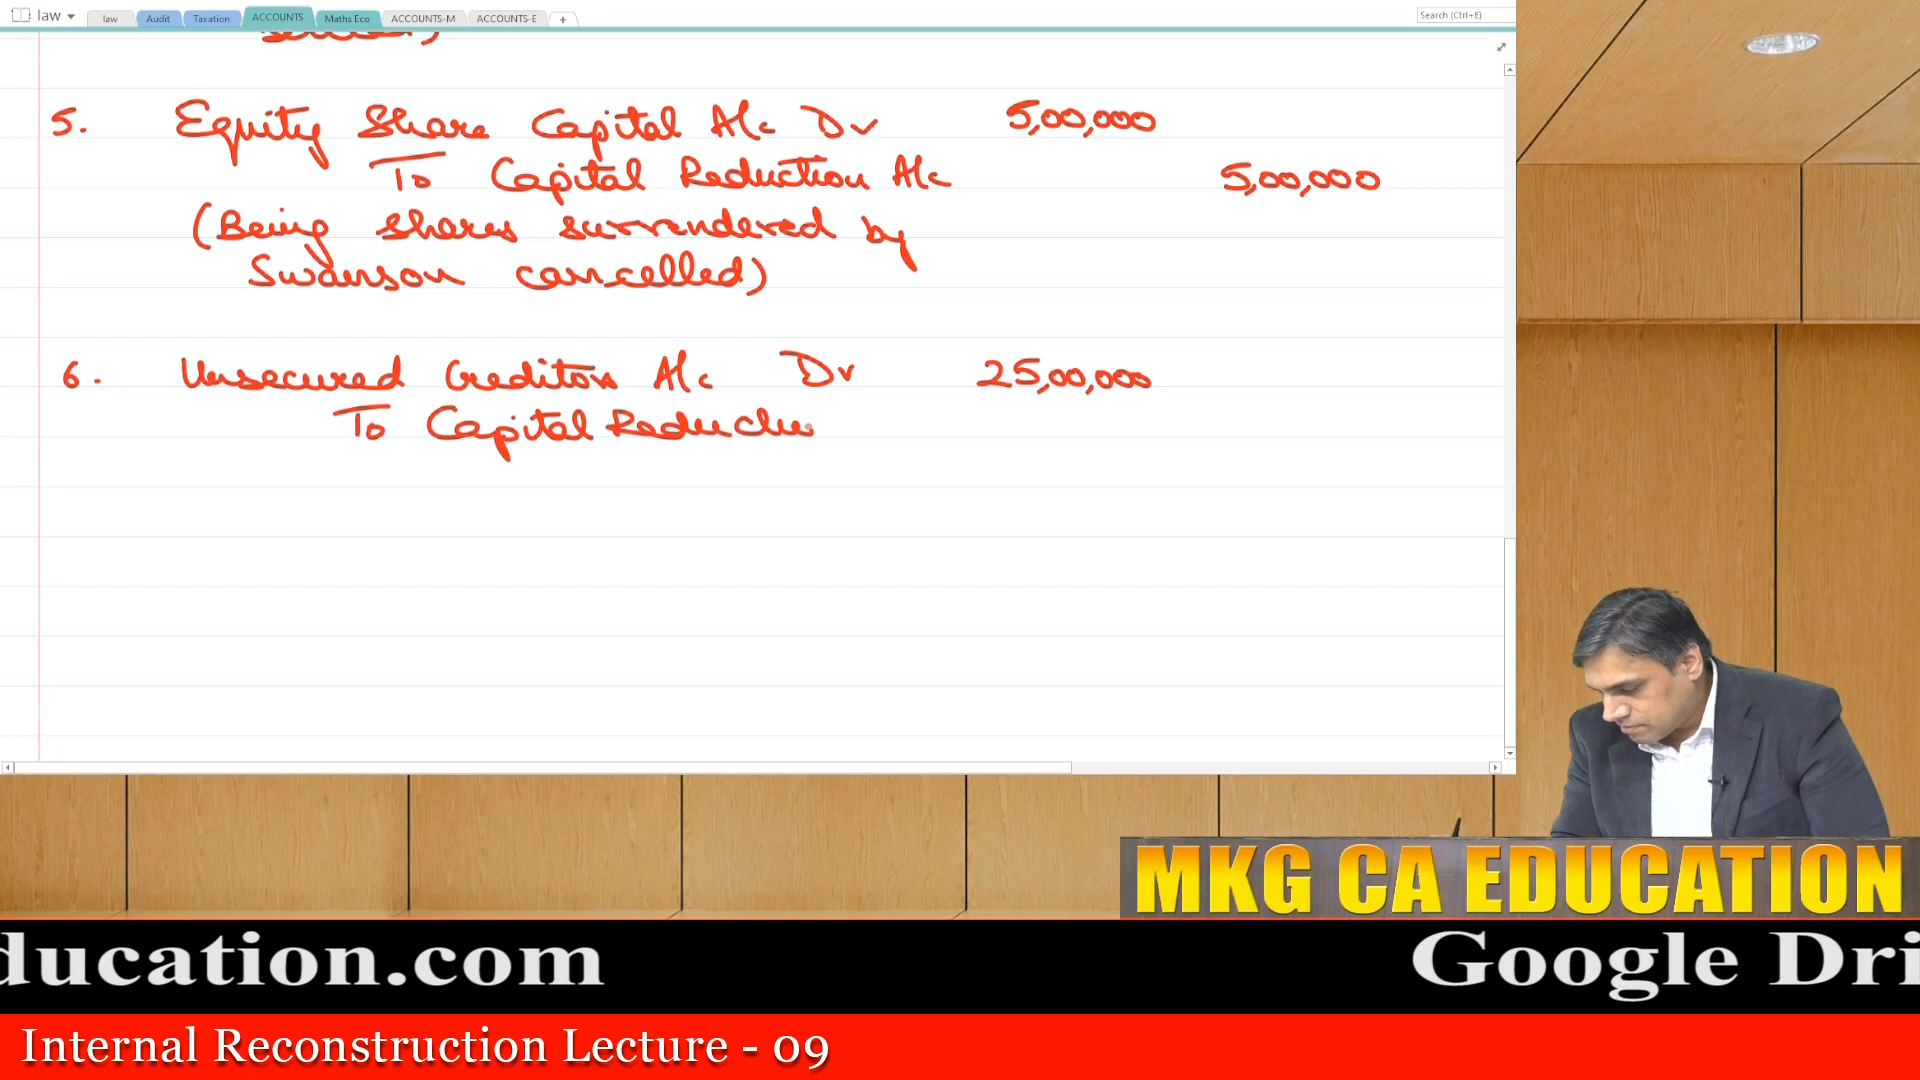 law law Audit Taxation ACCOUNTS Maths Eco ACCOUNTS-M ACCOUNTS-E + Search (Ctrl+E)
5. Equity Share Capital A/c Dr 5,00,000
To Capital Reduction A/c 5,00,000
(Being shares surrendered by
Swanson cancelled)
6. Unsecured Creditors A/c Dr 25,00,000
To Capital Reductio
MKG CA EDUCATION
ducation.com Google Dri
Internal Reconstruction Lecture - 09